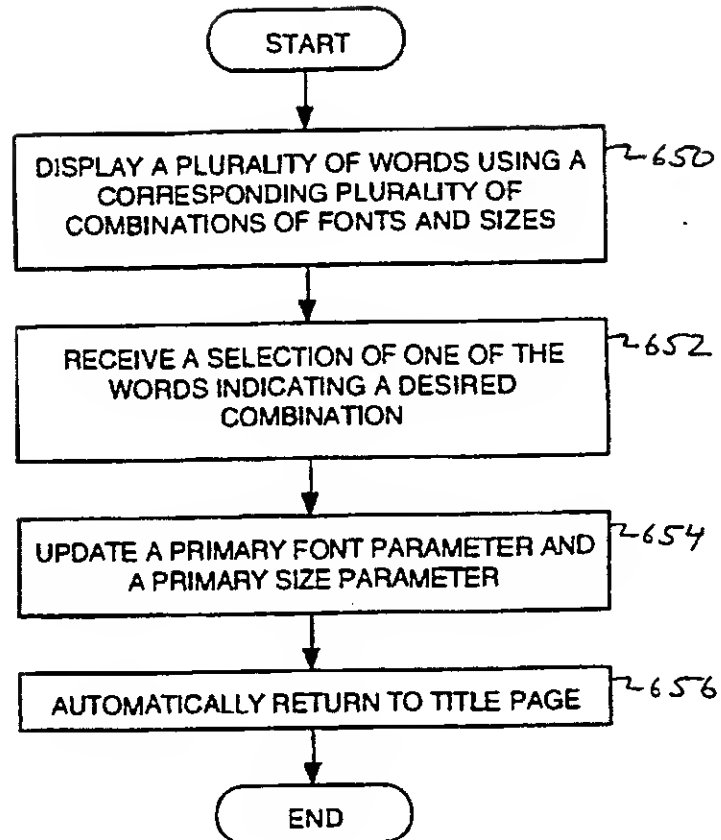 START
DISPLAY A PLURALITY OF WORDS USING A
CORRESPONDING PLURALITY OF
COMBINATIONS OF FONTS AND SIZES
650
RECEIVE A SELECTION OF ONE OF THE
WORDS INDICATING A DESIRED
COMBINATION
652
UPDATE A PRIMARY FONT PARAMETER AND
A PRIMARY SIZE PARAMETER
654
AUTOMATICALLY RETURN TO TITLE PAGE
656
END